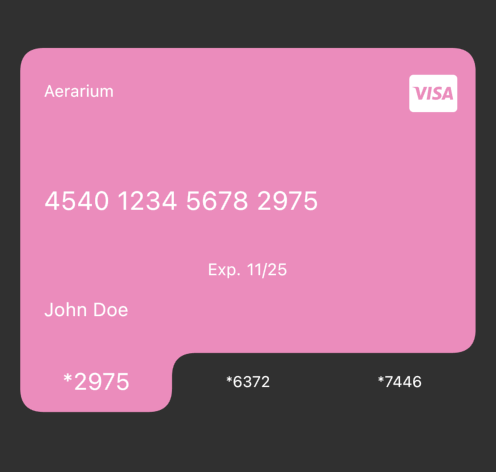 Aerarium
VISA
4540 1234 5678 2975
Exp. 11/25
John Doe
*2975
*6372
*7446